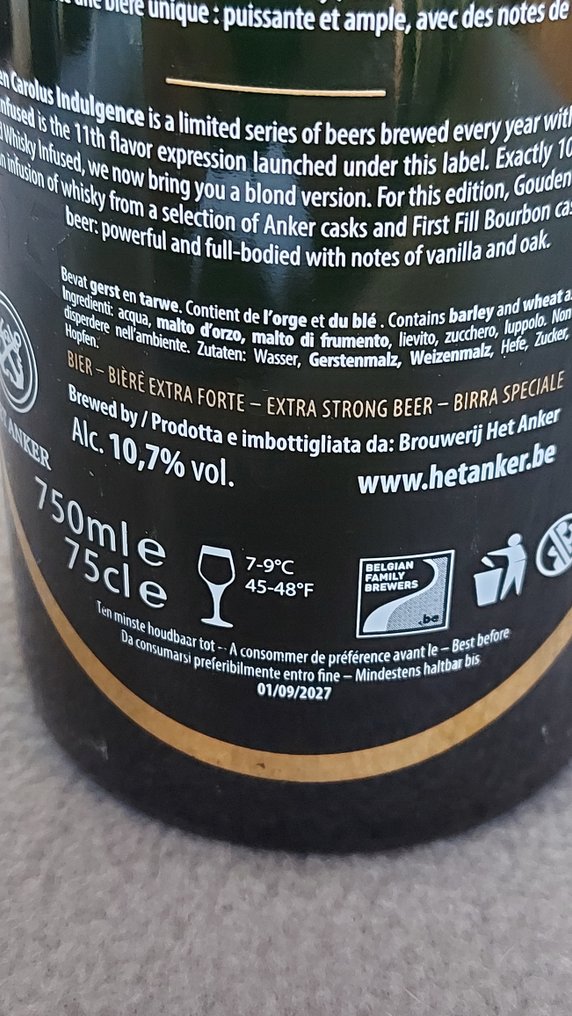 bière unique : puissante et ample, avec des notes de
Carolus Indulgence is a limited series of beers brewed every year with
Infused is the 11th flavor expression launched under this label. Exactly 10
Whisky Infused, we now bring you a blond version. For this edition, Gouden
infusion of whisky from a selection of Anker casks and First Fill Bourbon
beer: powerful and full-bodied with notes of vanilla and oak.
Bevat gerst en tarwe. Contient de l'orge et du blé . Contains barley and wheat
Ingredienti: acqua, malto d'orzo, malto di frumento, lievito, zucchero, luppolo. Non
disperdere nell'ambiente. Zutaten: Wasser, Gerstenmalz, Weizenmalz, Hefe, Zucker,
Hopfen.
BIER – BIÈRE EXTRA FORTE – EXTRA STRONG BEER – BIRRA SPECIALE
Brewed by / Prodotta e imbottigliata da: Brouwerij Het Anker
Alc. 10,7% vol.
www.hetanker.be
ANKER
750ml e
75cl e
7-9°C
45-48°F
BELGIAN
FAMILY
BREWERS
.be
Ten minste houdbaar tot – A consommer de préférence avant le – Best before
Da consumarsi preferibilmente entro fine – Mindestens haltbar bis
01/09/2027